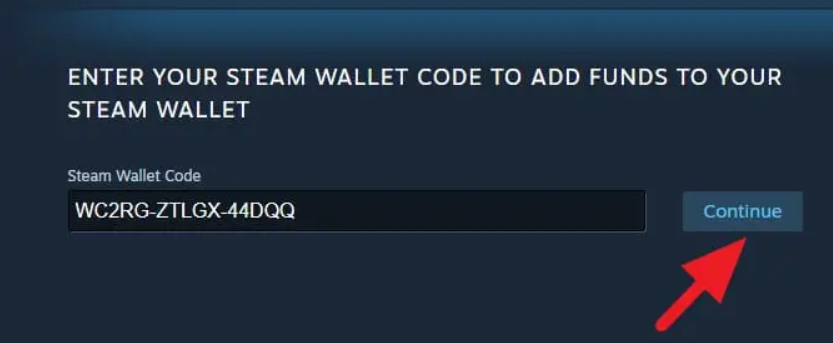 ENTER YOUR STEAM WALLET CODE TO ADD FUNDS TO YOUR
STEAM WALLET
Steam Wallet Code
WC2RG-ZTLGX-44DQQ
Continue